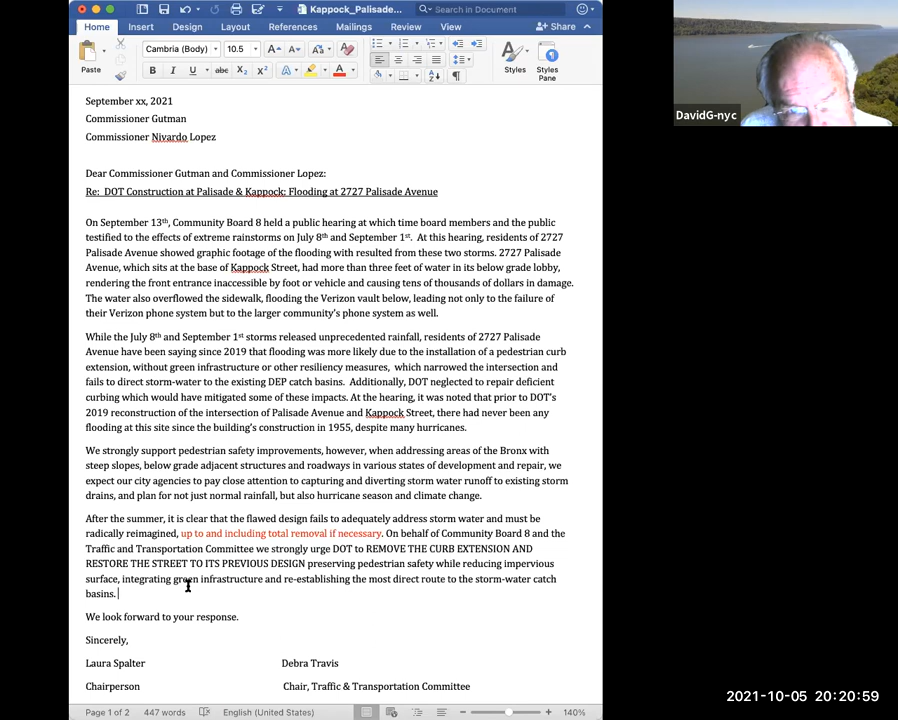 Kappock_Palisade...
Search in Document
Home Insert Design Layout References Mailings Review View Share
Paste
Cambria (Body) 10.5
Styles
Styles
Pane
September xx, 2021
Commissioner Gutman
Commissioner Nivardo Lopez
Dear Commissioner Gutman and Commissioner Lopez:
Re: DOT Construction at Palisade & Kappock: Flooding at 2727 Palisade Avenue
On September 13th, Community Board 8 held a public hearing at which time board members and the public
testified to the effects of extreme rainstorms on July 8th and September 1st. At this hearing, residents of 2727
Palisade Avenue showed graphic footage of the flooding with resulted from these two storms. 2727 Palisade
Avenue, which sits at the base of Kappock Street, had more than three feet of water in its below grade lobby,
rendering the front entrance inaccessible by foot or vehicle and causing tens of thousands of dollars in damage.
The water also overflowed the sidewalk, flooding the Verizon vault below, leading not only to the failure of
their Verizon phone system but to the larger community's phone system as well.
While the July 8th and September 1st storms released unprecedented rainfall, residents of 2727 Palisade
Avenue have been saying since 2019 that flooding was more likely due to the installation of a pedestrian curb
extension, without green infrastructure or other resiliency measures, which narrowed the intersection and
fails to direct storm-water to the existing DEP catch basins. Additionally, DOT neglected to repair deficient
curbing which would have mitigated some of these impacts. At the hearing, it was noted that prior to DOT's
2019 reconstruction of the intersection of Palisade Avenue and Kappock Street, there had never been any
flooding at this site since the building's construction in 1955, despite many hurricanes.
We strongly support pedestrian safety improvements, however, when addressing areas of the Bronx with
steep slopes, below grade adjacent structures and roadways in various states of development and repair, we
expect our city agencies to pay close attention to capturing and diverting storm water runoff to existing storm
drains, and plan for not just normal rainfall, but also hurricane season and climate change.
After the summer, it is clear that the flawed design fails to adequately address storm water and must be
radically reimagined, up to and including total removal if necessary. On behalf of Community Board 8 and the
Traffic and Transportation Committee we strongly urge DOT to REMOVE THE CURB EXTENSION AND
RESTORE THE STREET TO ITS PREVIOUS DESIGN preserving pedestrian safety while reducing impervious
surface, integrating green infrastructure and re-establishing the most direct route to the storm-water catch
basins.
We look forward to your response.
Sincerely,
Laura Spalter Debra Travis
Chairperson Chair, Traffic & Transportation Committee
Page 1 of 2 447 words English (United States) 140%
DavidG-nyc
2021-10-05 20:20:59